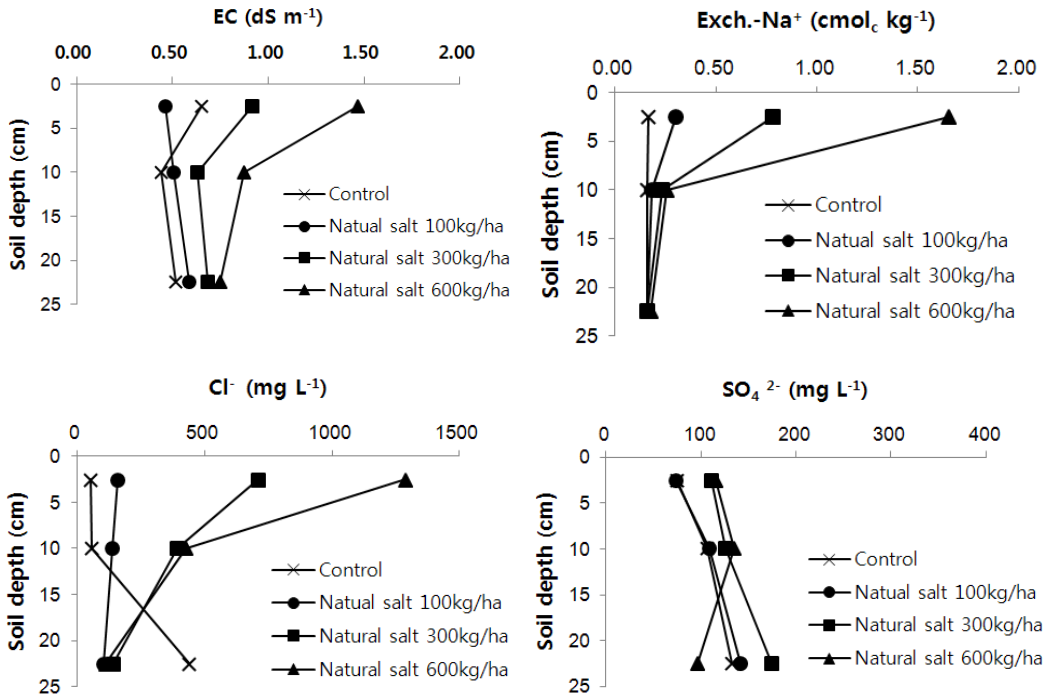 EC (dS m⁻¹)
0.00 0.50 1.00 1.50 2.00
0
5
10
15
20
25
Soil depth (cm)
Control
Natual salt 100kg/ha
Natural salt 300kg/ha
Natural salt 600kg/ha
Exch.-Na⁺ (cmolc kg⁻¹)
0.00 0.50 1.00 1.50 2.00
0
5
10
15
20
25
Soil depth (cm)
Control
Natual salt 100kg/ha
Natural salt 300kg/ha
Natural salt 600kg/ha
Cl⁻ (mg L⁻¹)
0 500 1000 1500
0
5
10
15
20
25
Soil depth (cm)
Control
Natual salt 100kg/ha
Natural salt 300kg/ha
Natural salt 600kg/ha
SO₄ ²⁻ (mg L⁻¹)
0 100 200 300 400
0
5
10
15
20
25
Soil depth (cm)
Control
Natual salt 100kg/ha
Natural salt 300kg/ha
Natural salt 600kg/ha